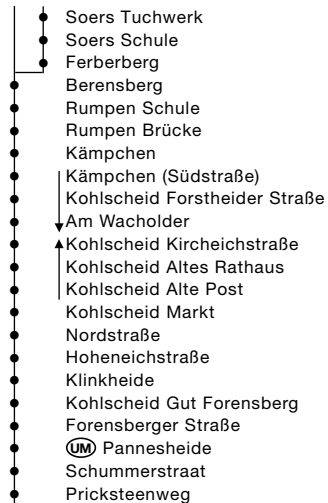 Soers Tuchwerk
Soers Schule
Ferberberg
Berensberg
Rumpen Schule
Rumpen Brücke
Kämpchen
Kämpchen (Südstraße)
Kohlscheid Forstheider Straße
Am Wacholder
Kohlscheid Kircheichstraße
Kohlscheid Altes Rathaus
Kohlscheid Alte Post
Kohlscheid Markt
Nordstraße
Hoheneichstraße
Klinkheide
Kohlscheid Gut Forensberg
Forensberger Straße
UM Pannesheide
Schummerstraat
Pricksteenweg